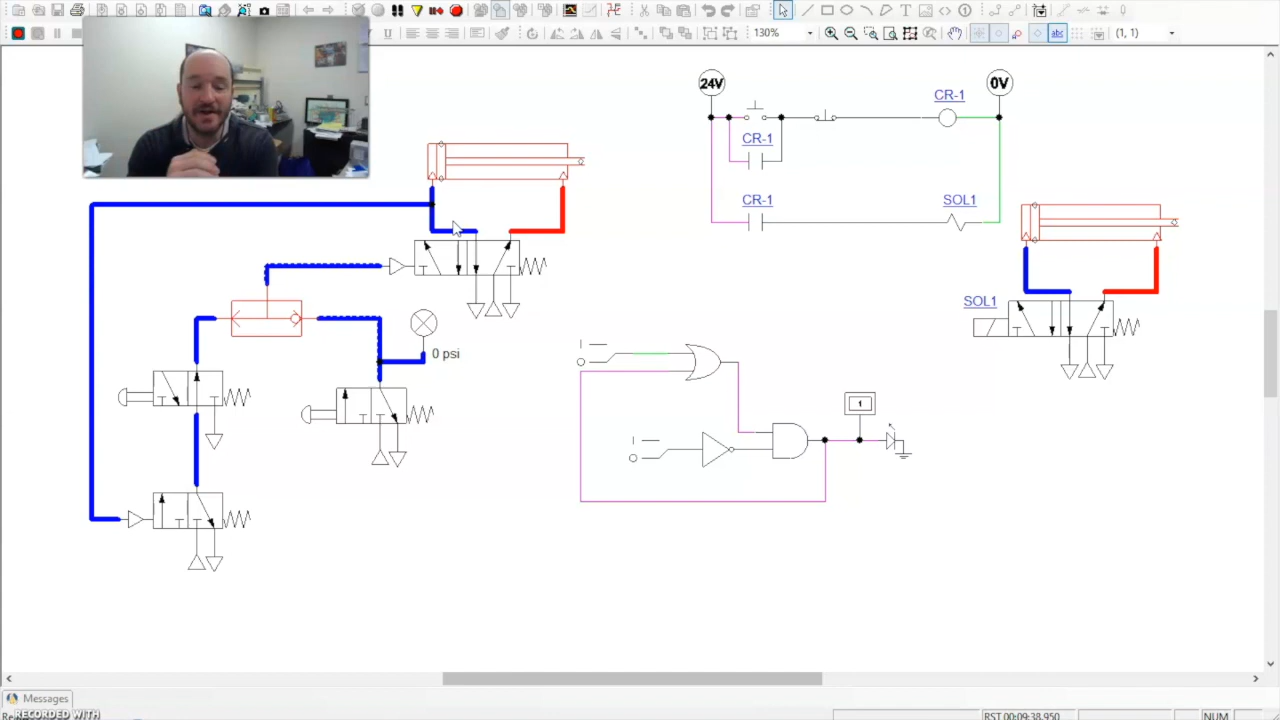 130%
abc
(1, 1)
24V
0V
CR-1
CR-1
CR-1
SOL1
SOL1
0 psi
1
Messages
RECORDED WITH
RST 00:09:38.950
NUM